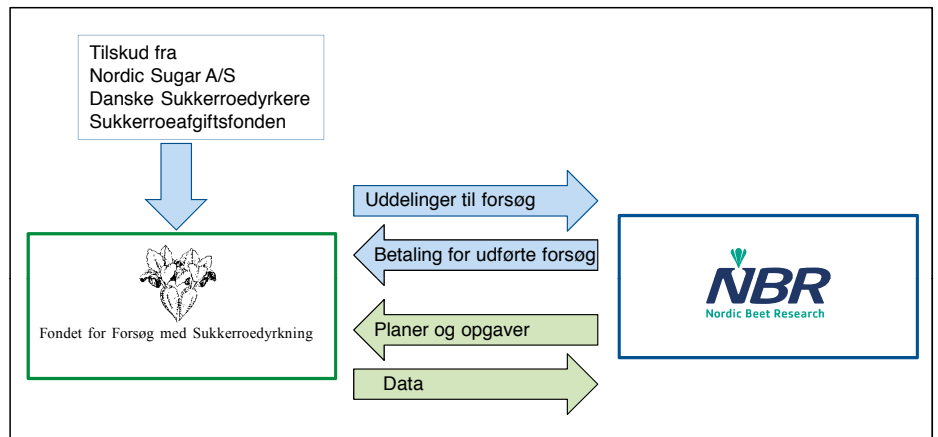 Tilskud fra
Nordic Sugar A/S
Danske Sukkerroedyrkere
Sukkerroeafgiftsfonden
Uddelinger til forsøg
Betaling for udførte forsøg
Fondet for Forsøg med Sukkerroedyrkning
NBR
Nordic Beet Research
Planer og opgaver
Data